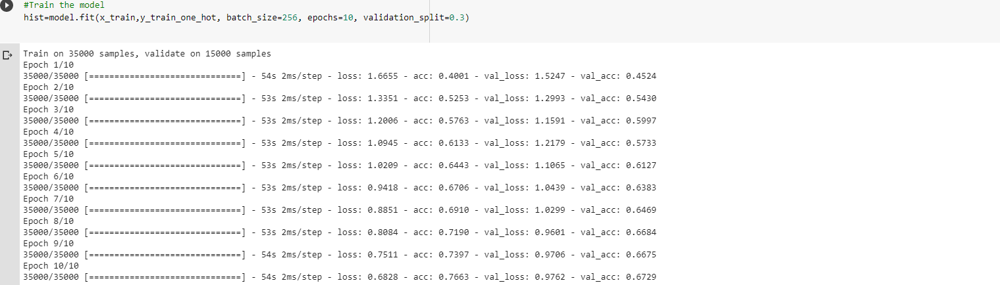 #Train the model
hist=model.fit(x_train,y_train_one_hot, batch_size=256, epochs=10, validation_split=0.3)
Train on 35000 samples, validate on 15000 samples
Epoch 1/10
35000/35000 [==============================] - 54s 2ms/step - loss: 1.6655 - acc: 0.4001 - val_loss: 1.5247 - val_acc: 0.4524
Epoch 2/10
35000/35000 [==============================] - 53s 2ms/step - loss: 1.3351 - acc: 0.5253 - val_loss: 1.2993 - val_acc: 0.5430
Epoch 3/10
35000/35000 [==============================] - 53s 2ms/step - loss: 1.2006 - acc: 0.5763 - val_loss: 1.1591 - val_acc: 0.5997
Epoch 4/10
35000/35000 [==============================] - 53s 2ms/step - loss: 1.0945 - acc: 0.6133 - val_loss: 1.2179 - val_acc: 0.5733
Epoch 5/10
35000/35000 [==============================] - 53s 2ms/step - loss: 1.0209 - acc: 0.6443 - val_loss: 1.1065 - val_acc: 0.6127
Epoch 6/10
35000/35000 [==============================] - 53s 2ms/step - loss: 0.9418 - acc: 0.6706 - val_loss: 1.0439 - val_acc: 0.6383
Epoch 7/10
35000/35000 [==============================] - 53s 2ms/step - loss: 0.8851 - acc: 0.6910 - val_loss: 1.0299 - val_acc: 0.6469
Epoch 8/10
35000/35000 [==============================] - 53s 2ms/step - loss: 0.8084 - acc: 0.7190 - val_loss: 0.9601 - val_acc: 0.6684
Epoch 9/10
35000/35000 [==============================] - 54s 2ms/step - loss: 0.7511 - acc: 0.7397 - val_loss: 0.9706 - val_acc: 0.6675
Epoch 10/10
35000/35000 [==============================] - 54s 2ms/step - loss: 0.6828 - acc: 0.7663 - val_loss: 0.9762 - val_acc: 0.6729